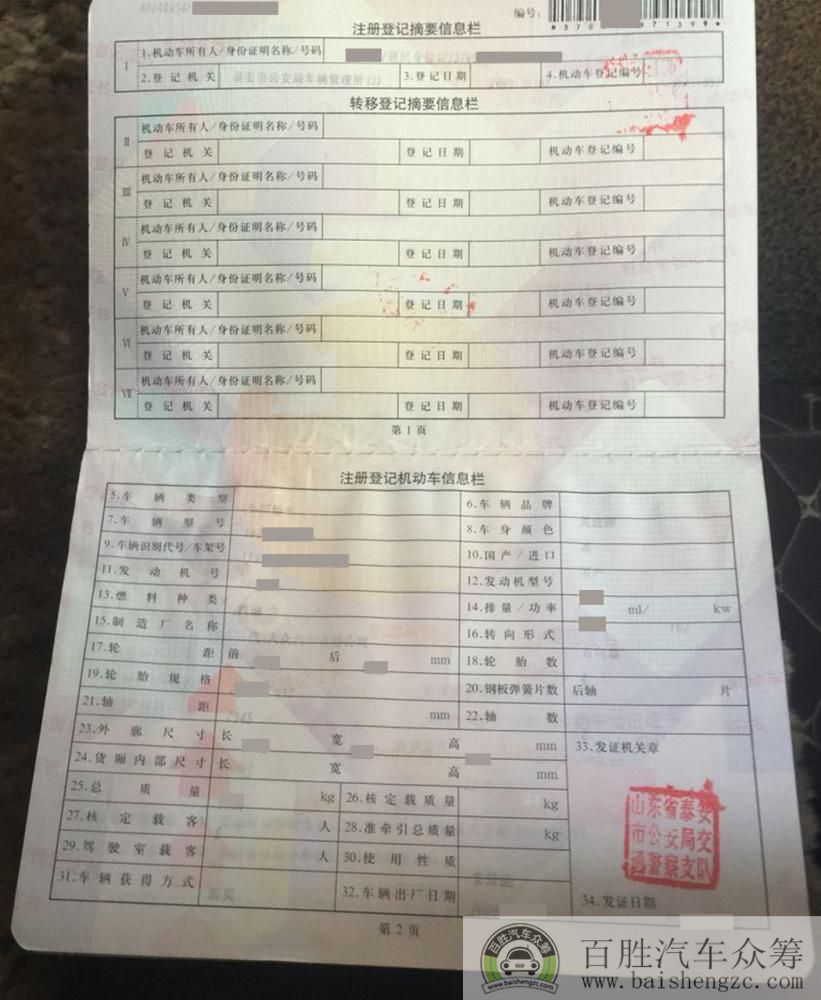 编号:
注册登记摘要信息栏
I 1.机动车所有人/身份证明名称/号码 /居民身份证/
2.登记机关 泰安市公安局车辆管理所 3.登记日期 4.机动车登记编号
转移登记摘要信息栏
II 机动车所有人/身份证明名称/号码
登记机关 登记日期 机动车登记编号
III 机动车所有人/身份证明名称/号码
登记机关 登记日期 机动车登记编号
IV 机动车所有人/身份证明名称/号码
登记机关 登记日期 机动车登记编号
V 机动车所有人/身份证明名称/号码
登记机关 登记日期 机动车登记编号
VI 机动车所有人/身份证明名称/号码
登记机关 登记日期 机动车登记编号
VII 机动车所有人/身份证明名称/号码
登记机关 登记日期 机动车登记编号
第1页
注册登记机动车信息栏
5.车辆类型 6.车辆品牌
7.车辆型号 8.车身颜色
9.车辆识别代号/车架号 10.国产/进口
11.发动机号 12.发动机型号
13.燃料种类 14.排量/功率 ml/ kw
15.制造厂名称 16.转向形式
17.轮距 前 后 mm 18.轮胎数
19.轮胎规格 20.钢板弹簧片数 后轴 片
21.轴距 mm 22.轴数
23.外廓尺寸 长 宽 高 mm 33.发证机关章
24.货厢内部尺寸 长 宽 高 mm
25.总质量 kg 26.核定载质量 kg
27.核定载客 人 28.准牵引总质量 kg
29.驾驶室载客 人 30.使用性质
31.车辆获得方式 购买 32.车辆出厂日期 34.发证日期
山东省泰安
市公安局交
通警察支队
第2页
百胜汽车众筹
www.baishengzc.com